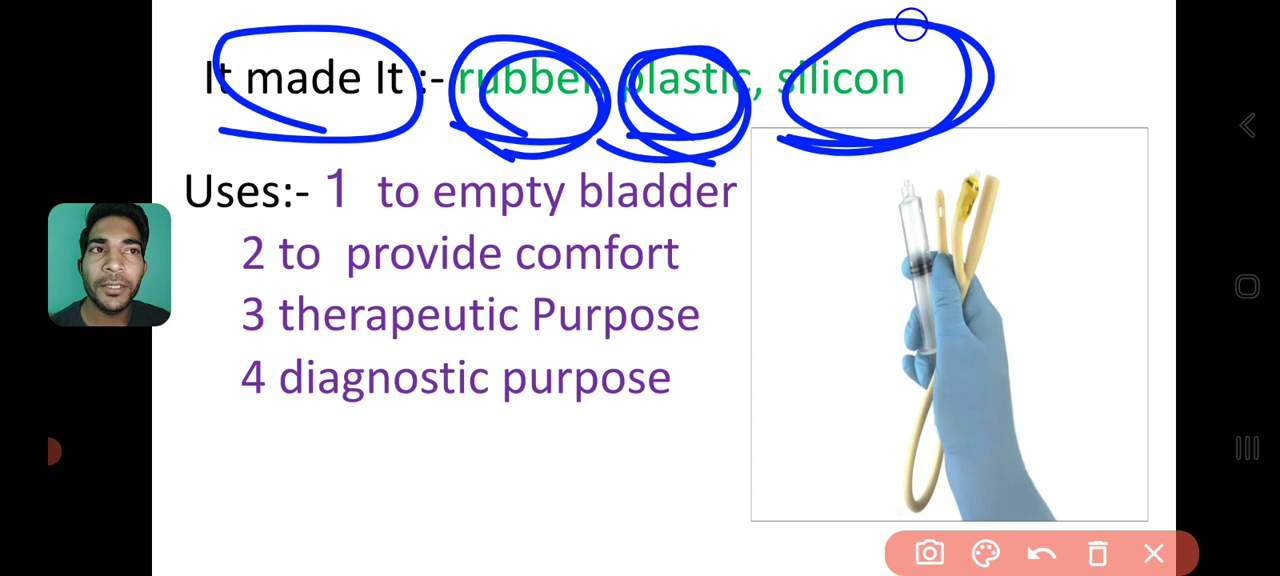 It made It :- rubber, plastic, silicon
Uses:- 1 to empty bladder
2 to provide comfort
3 therapeutic Purpose
4 diagnostic purpose